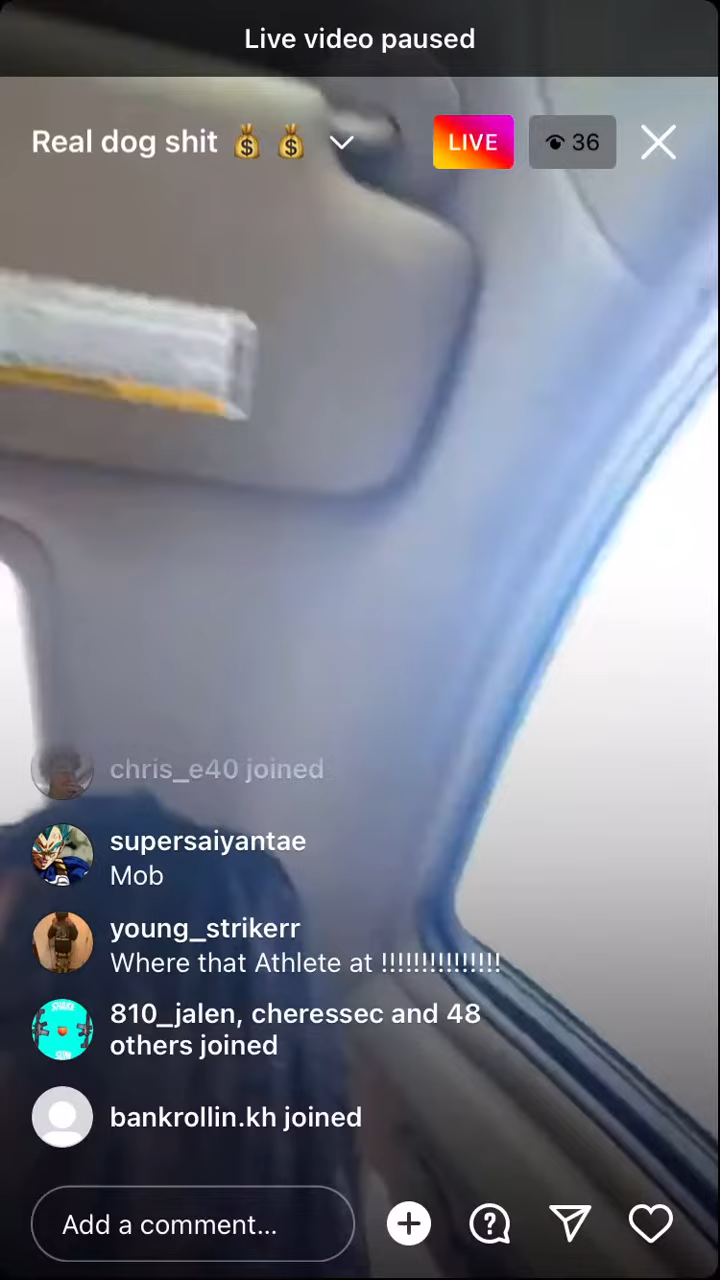 Live video paused
Real dog shit 💰 💰
LIVE
36
chris_e40 joined
supersaiyantae
Mob
young_strikerr
Where that Athlete at !!!!!!!!!!!!!!!
810_jalen, cheressec and 48
others joined
bankrollin.kh joined
Add a comment...